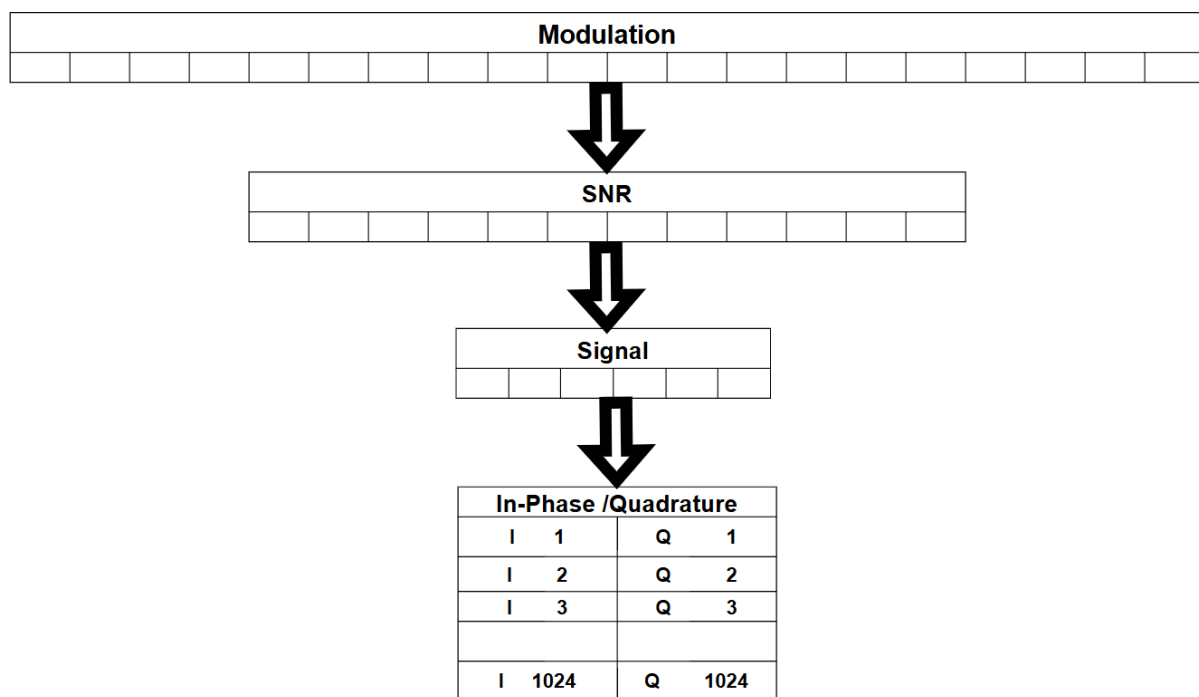 Modulation
SNR
Signal
In-Phase /Quadrature
I 1 Q 1
I 2 Q 2
I 3 Q 3
I 1024 Q 1024